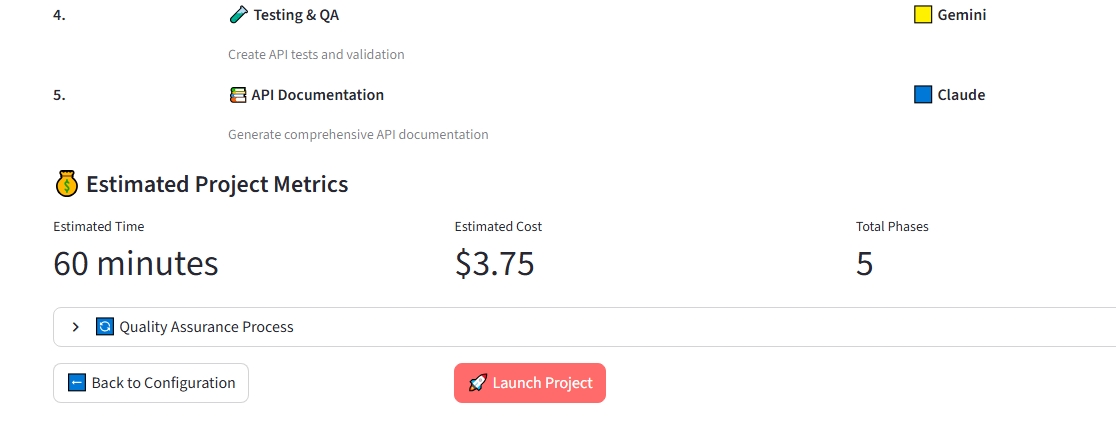 4.
Testing & QA
Gemini
Create API tests and validation
5.
API Documentation
Claude
Generate comprehensive API documentation
Estimated Project Metrics
Estimated Time
Estimated Cost
Total Phases
60 minutes
$3.75
5
Quality Assurance Process
Back to Configuration
Launch Project